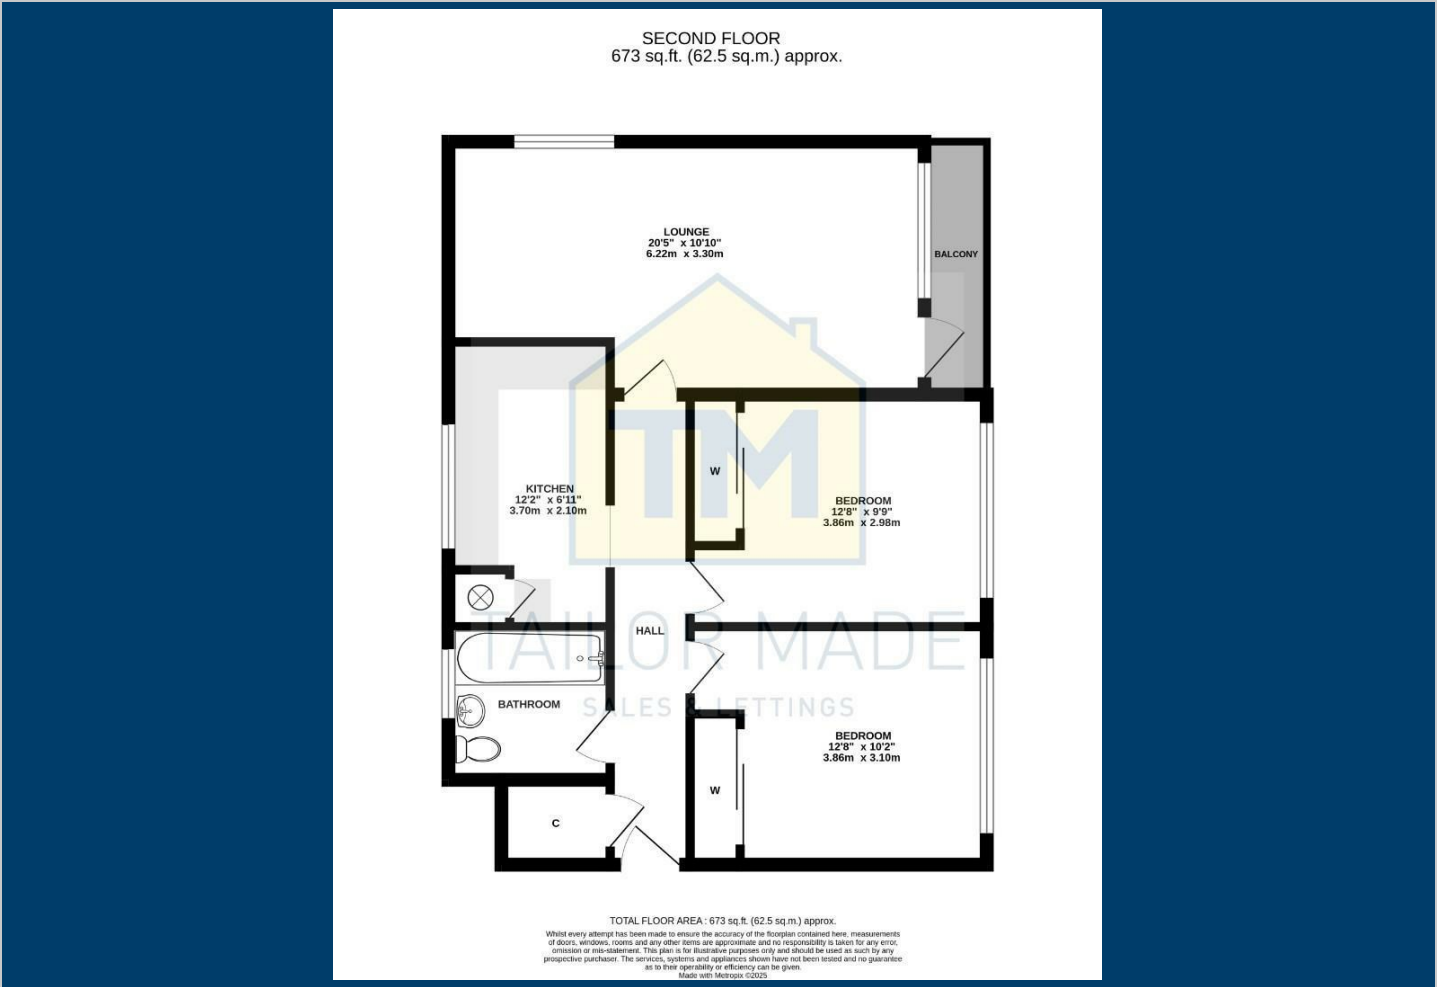 SECOND FLOOR
673 sq.ft. (62.5 sq.m.) approx.
LOUNGE
20'5" x 10'10"
6.22m x 3.30m
BALCONY
TM
KITCHEN
12'2" x 6'11"
3.70m x 2.10m
W
BEDROOM
12'8" x 9'9"
3.86m x 2.98m
HALL
TAILOR MADE
SALES & LETTINGS
BATHROOM
BEDROOM
12'8" x 10'2"
3.86m x 3.10m
W
C
TOTAL FLOOR AREA : 673 sq.ft. (62.5 sq.m.) approx.
Whilst every attempt has been made to ensure the accuracy of the floorplan contained here, measurements
of doors, windows, rooms and any other items are approximate and no responsibility is taken for any error,
omission or mis-statement. This plan is for illustrative purposes only and should be used as such by any
prospective purchaser. The services, systems and appliances shown have not been tested and no guarantee
as to their operability or efficiency can be given.
Made with Metropix ©2025